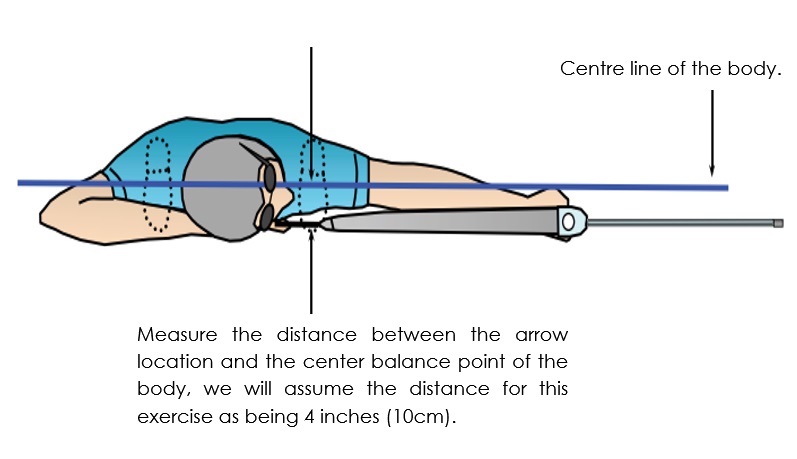 Centre line of the body.
Measure the distance between the arrow
location and the center balance point of the
body, we will assume the distance for this
exercise as being 4 inches (10cm).